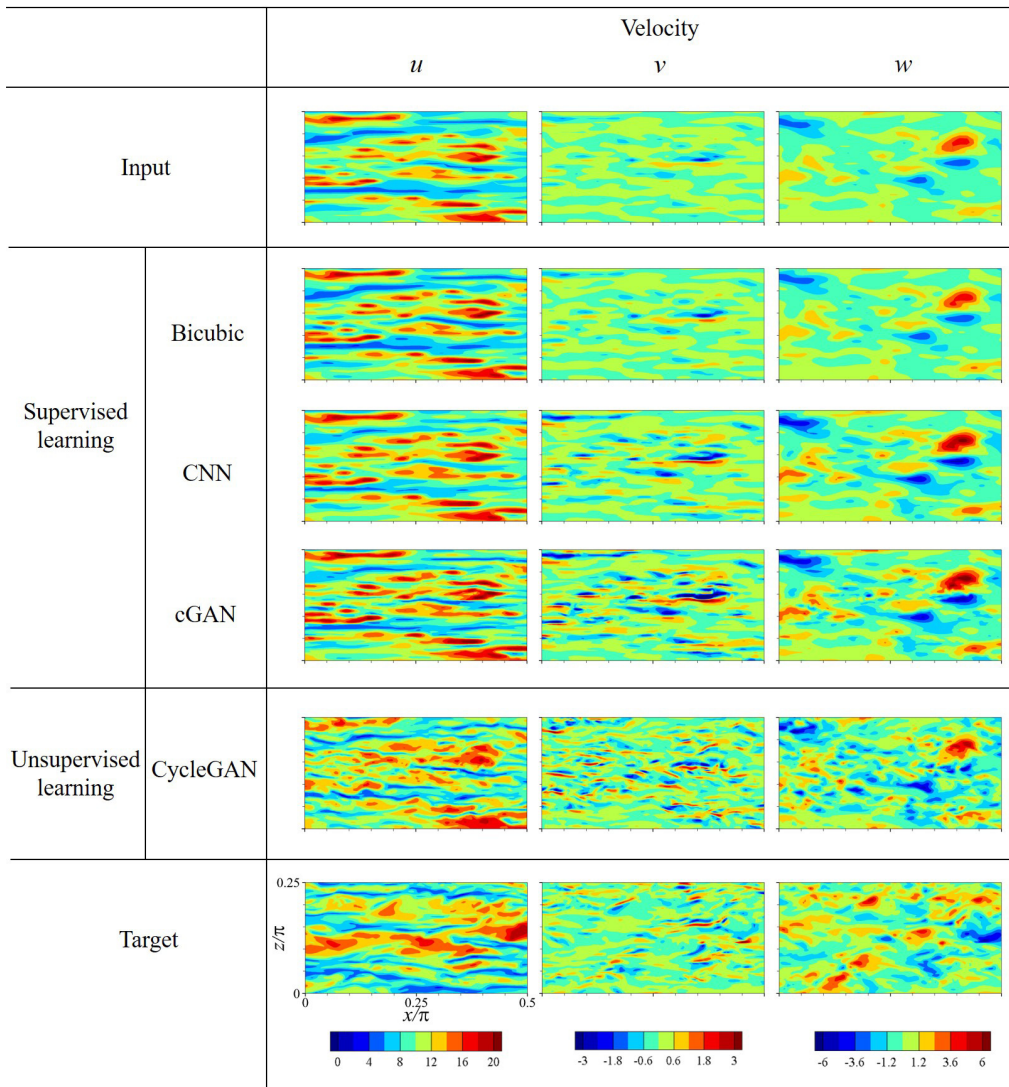 Velocity
u v w
Input
Supervised
learning
Bicubic
CNN
cGAN
Unsupervised
learning
CycleGAN
Target
0.25
z/π
0
0 0.25 0.5
x/π
0 4 8 12 16 20
-3 -1.8 -0.6 0.6 1.8 3
-6 -3.6 -1.2 1.2 3.6 6